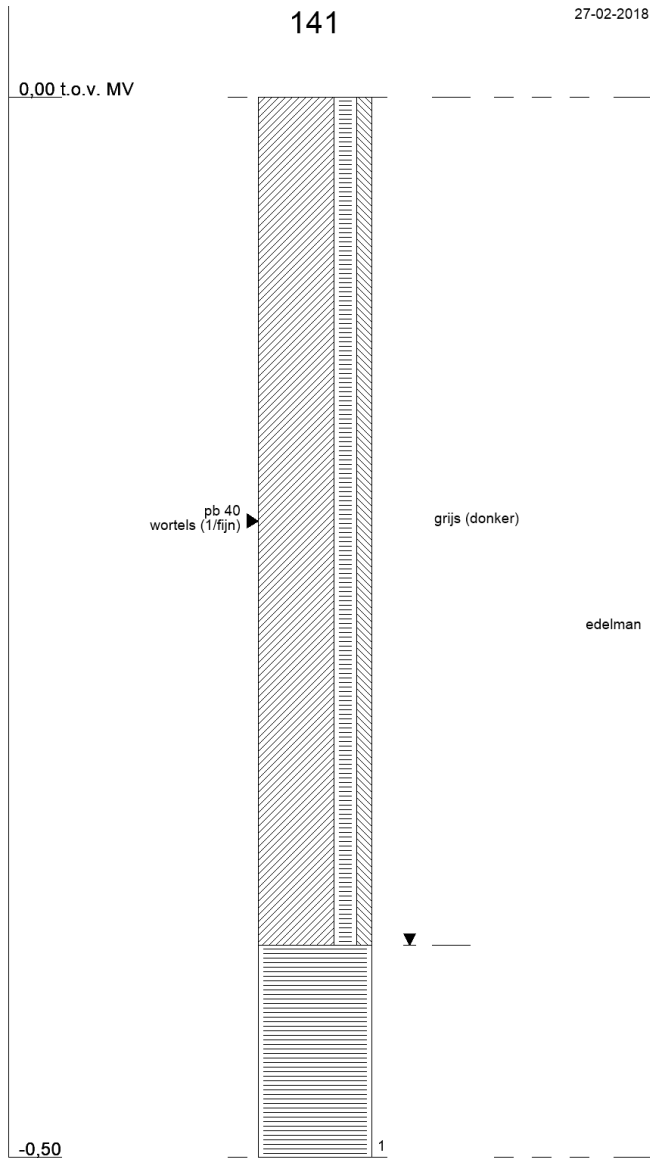 141
27-02-2018
0,00 t.o.v. MV
pb 40
wortels (1/fijn)
grijs (donker)
edelman
-0,50
1